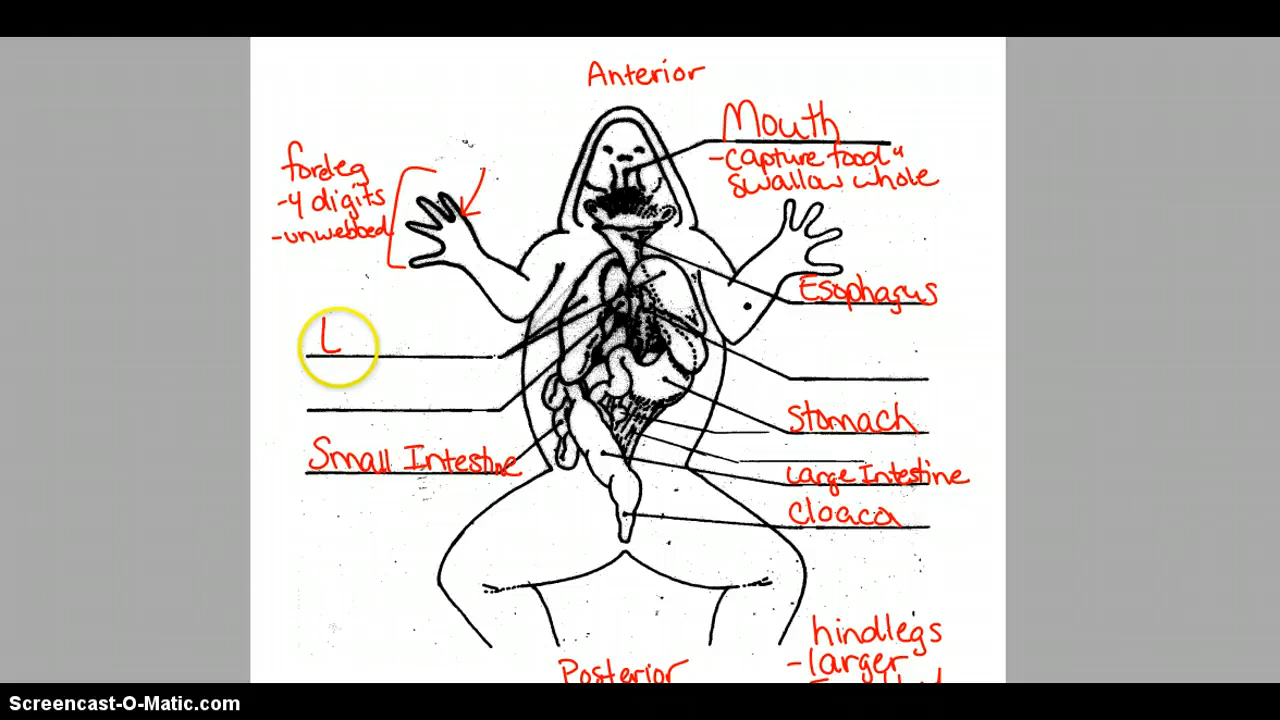 Anterior
Mouth
-capture food "
swallow whole
foreleg
-4 digits
-unwebbed
Esophagus
L
Stomach
Small Intestine
Large Intestine
Cloaca
hindlegs
-larger
Posterior
Screencast-O-Matic.com